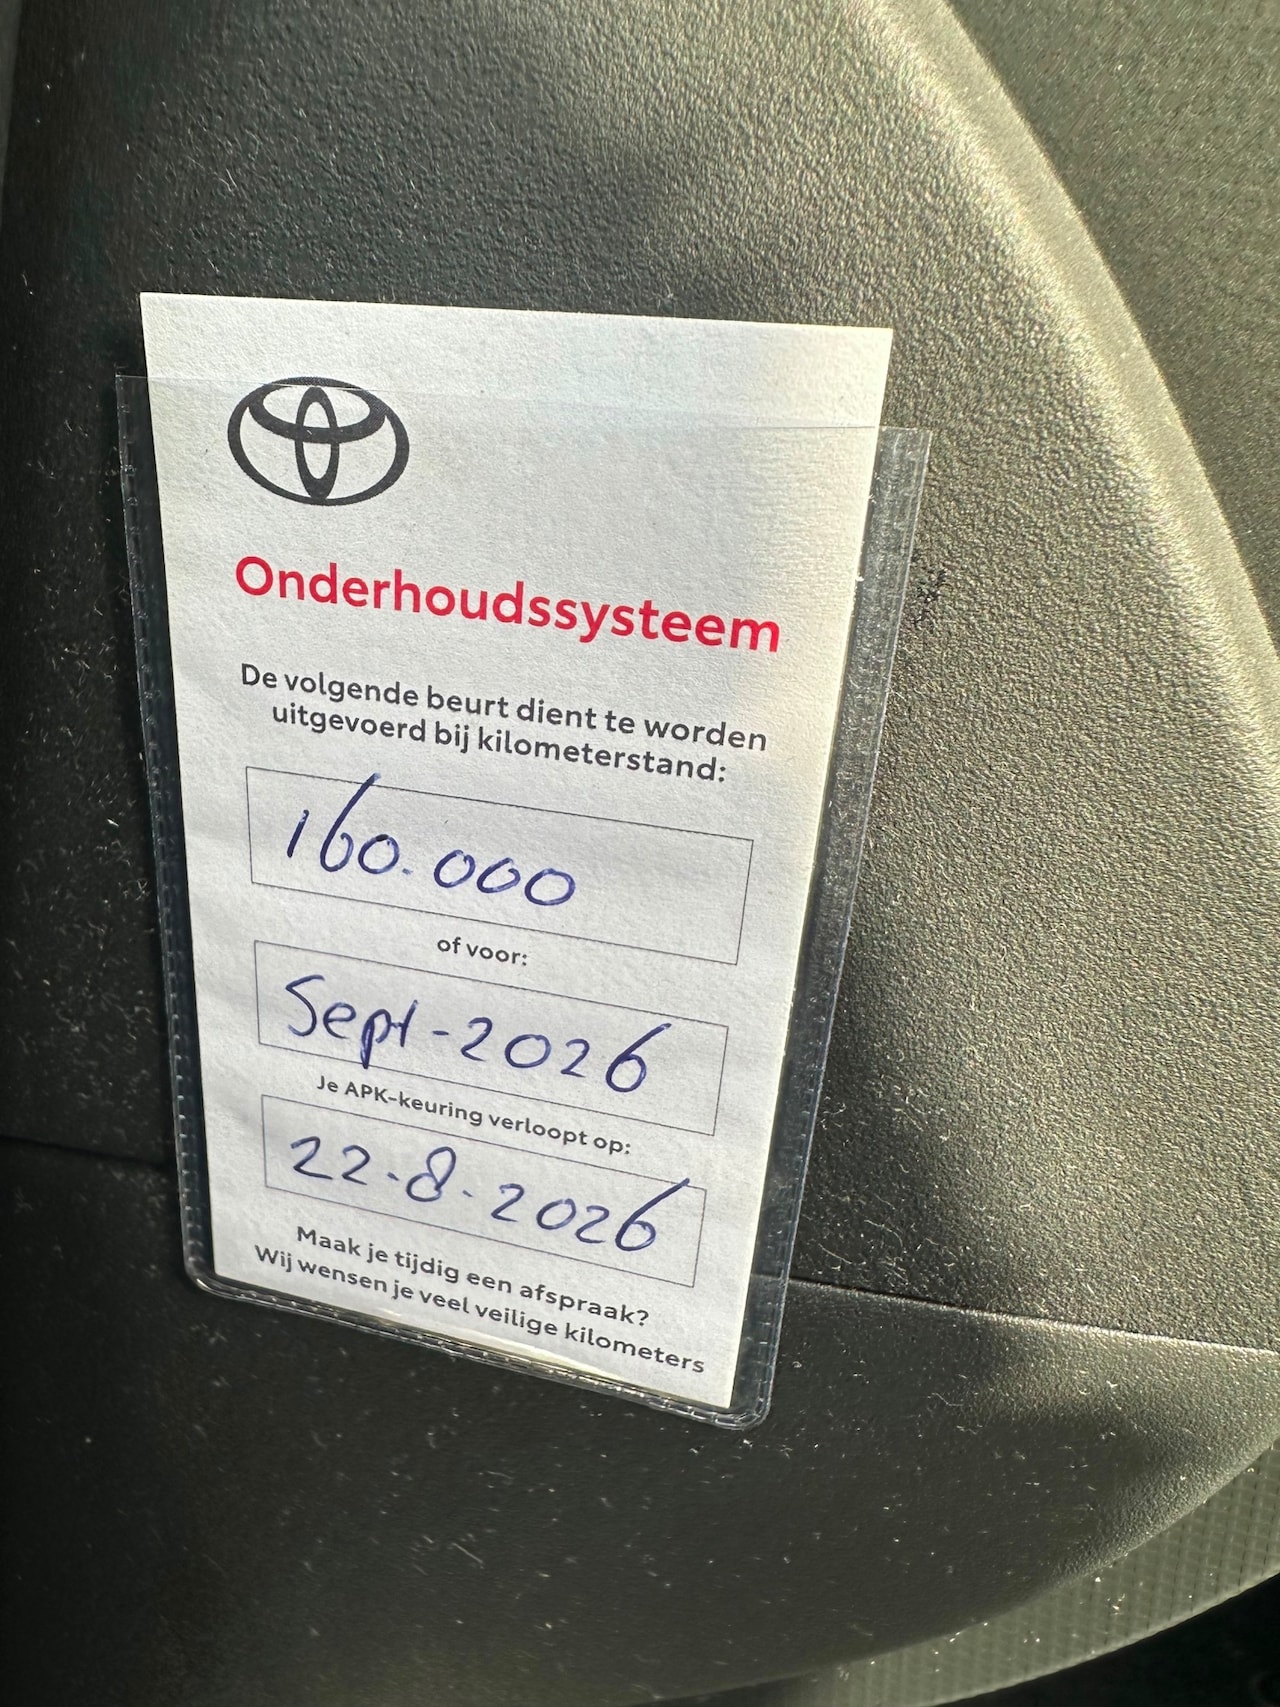 Onderhoudssysteem
De volgende beurt dient te worden
uitgevoerd bij kilometerstand:
160.000
of voor:
Sept-2026
Je APK-keuring verloopt op:
22-8-2026
Maak je tijdig een afspraak?
Wij wensen je veel veilige kilometers